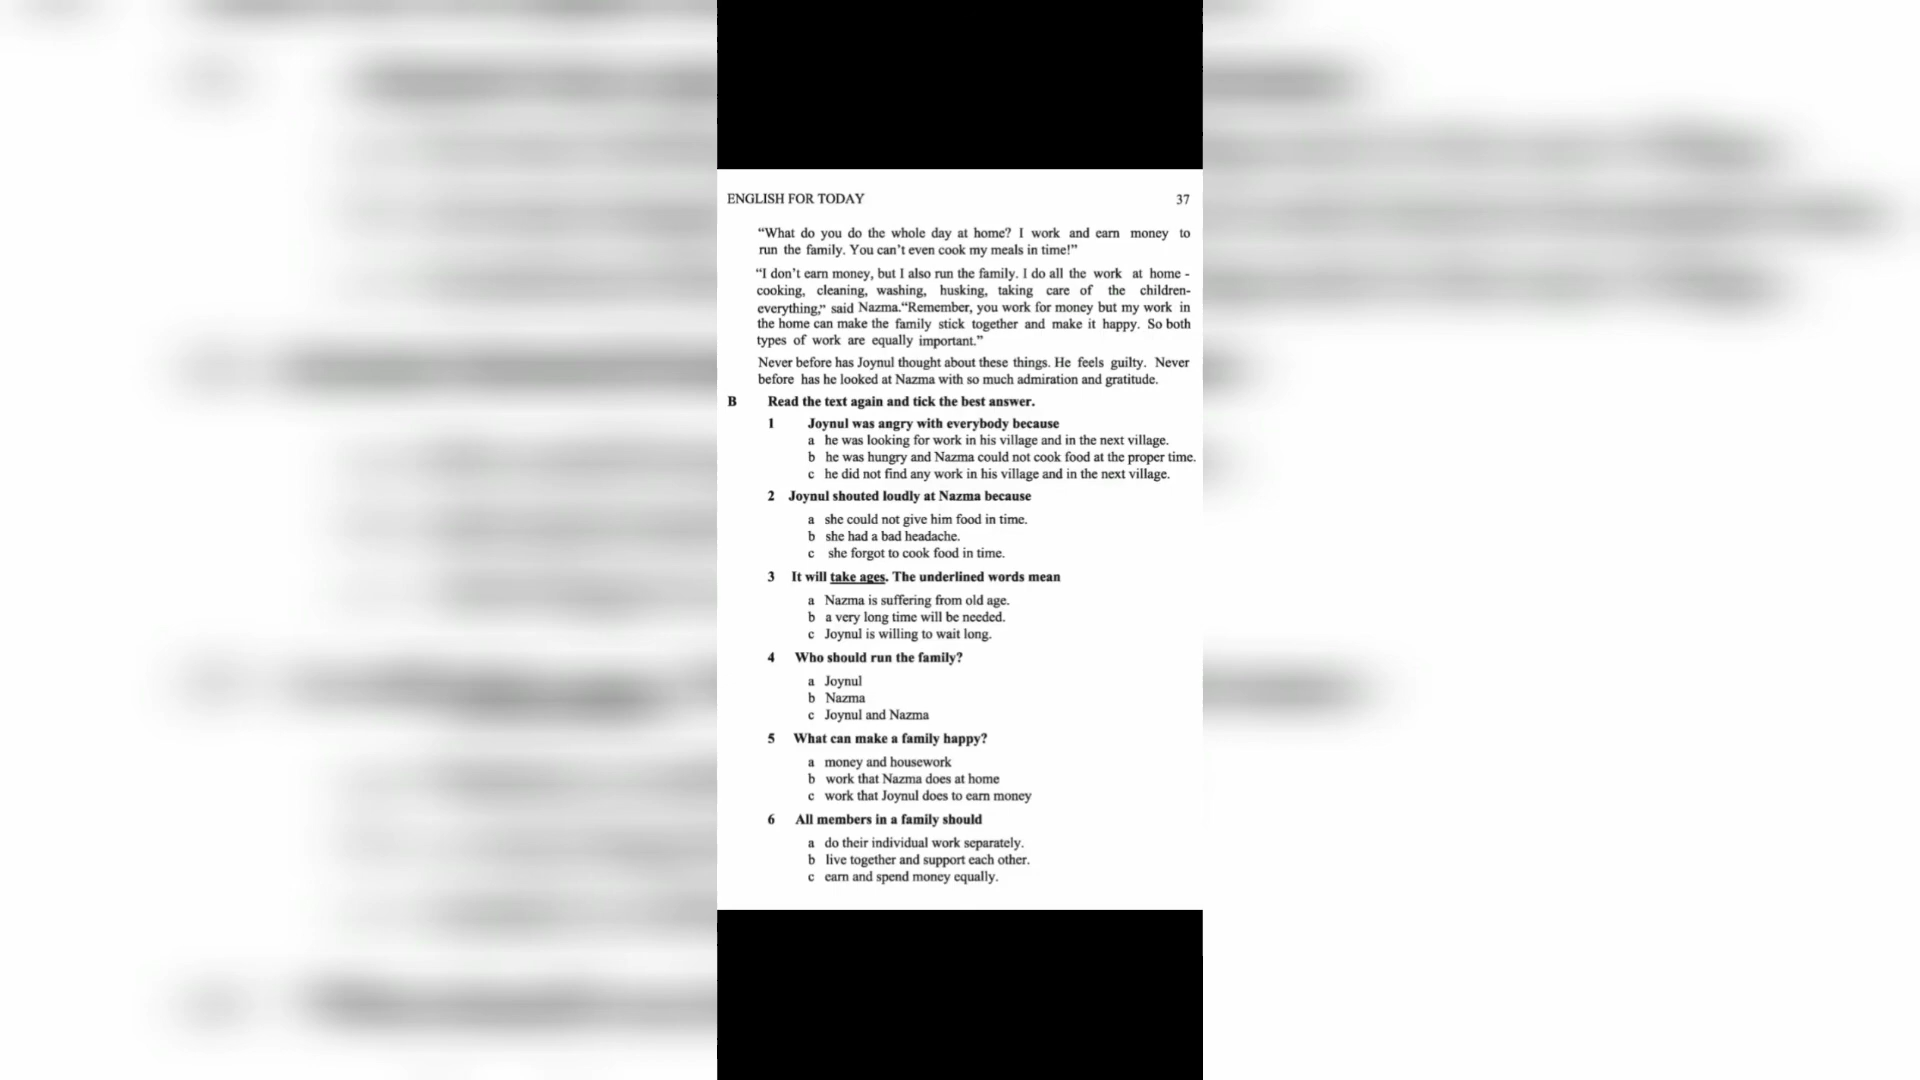 ENGLISH FOR TODAY 37
“What do you do the whole day at home? I work and earn money to
run the family. You can’t even cook my meals in time!”
“I don’t earn money, but I also run the family. I do all the work at home -
cooking, cleaning, washing, husking, taking care of the children-
everything,” said Nazma.“Remember, you work for money but my work in
the home can make the family stick together and make it happy. So both
types of work are equally important.”
Never before has Joynul thought about these things. He feels guilty. Never
before has he looked at Nazma with so much admiration and gratitude.
B Read the text again and tick the best answer.
1 Joynul was angry with everybody because
a he was looking for work in his village and in the next village.
b he was hungry and Nazma could not cook food at the proper time.
c he did not find any work in his village and in the next village.
2 Joynul shouted loudly at Nazma because
a she could not give him food in time.
b she had a bad headache.
c she forgot to cook food in time.
3 It will take ages. The underlined words mean
a Nazma is suffering from old age.
b a very long time will be needed.
c Joynul is willing to wait long.
4 Who should run the family?
a Joynul
b Nazma
c Joynul and Nazma
5 What can make a family happy?
a money and housework
b work that Nazma does at home
c work that Joynul does to earn money
6 All members in a family should
a do their individual work separately.
b live together and support each other.
c earn and spend money equally.